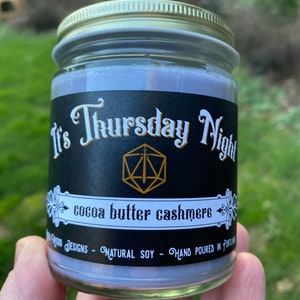 It's Thursday Night
cocoa butter cashmere
Designs - Natural Soy - Hand Poured in